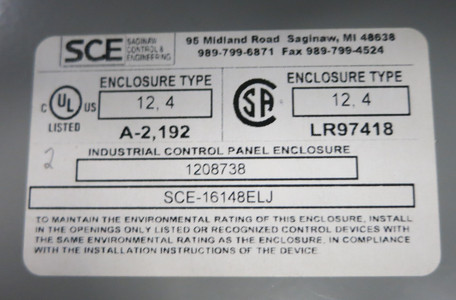 SCE SAGINAW CONTROL & ENGINEERING
95 Midland Road Saginaw, MI 48638
989-799-6871 Fax 989-799-4524
ENCLOSURE TYPE
12, 4
C UL US
LISTED
A-2,192
SA
ENCLOSURE TYPE
12, 4
LR97418
2
INDUSTRIAL CONTROL PANEL ENCLOSURE
1208738
SCE-16148ELJ
TO MAINTAIN THE ENVIRONMENTAL RATING OF THIS ENCLOSURE, INSTALL
IN THE OPENINGS ONLY LISTED OR RECOGNIZED CONTROL DEVICES WITH
THE SAME ENVIRONMENTAL RATING AS THE ENCLOSURE, IN COMPLIANCE
WITH THE INSTALLATION INSTRUCTIONS OF THE DEVICE